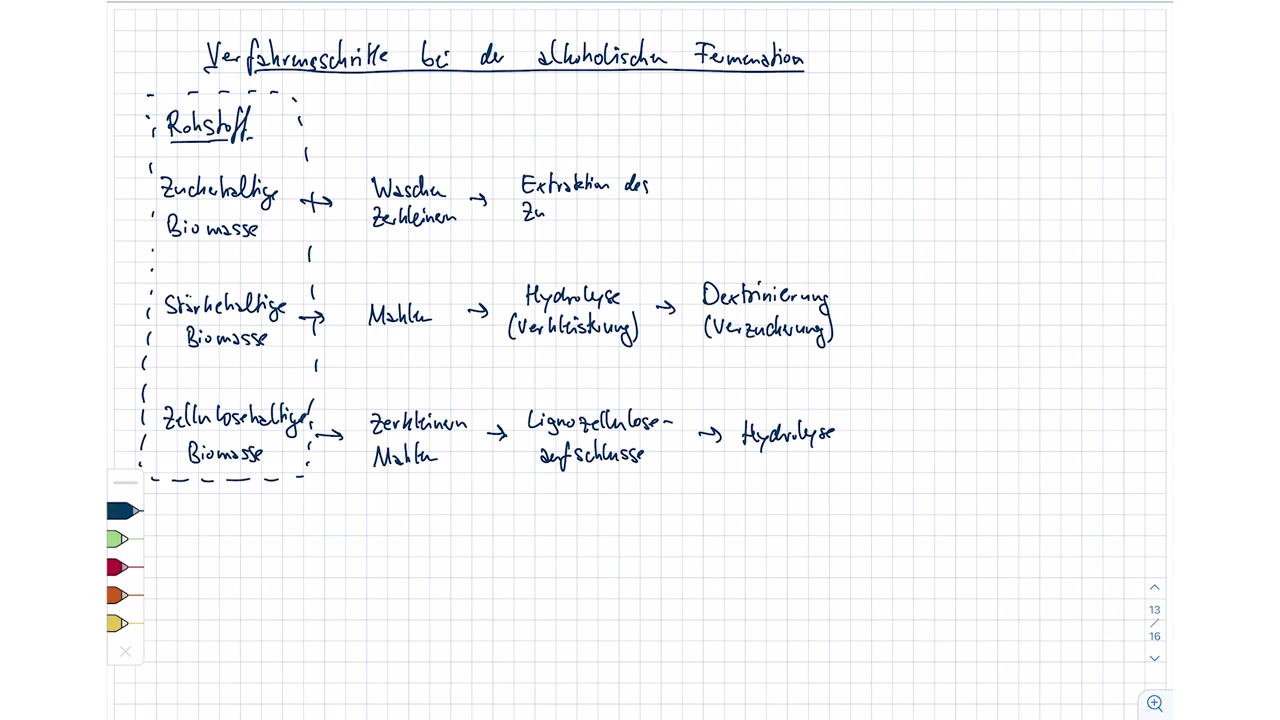 Verfahrensschritte bei der alkoholischen Fermentation
Rohstoff
Zuckerhaltige
Biomasse
Waschen
Zerkleinern
Extraktion des
Zu
Stärkehaltige
Biomasse
Mahlen
Hydrolyse
(Verkleisterung)
Dextrinierung
(Verzuckerung)
Zellulosehaltige
Biomasse
Zerkleinern
Mahlen
Lignozellulose-
aufschlusse
Hydrolyse
13
/
16